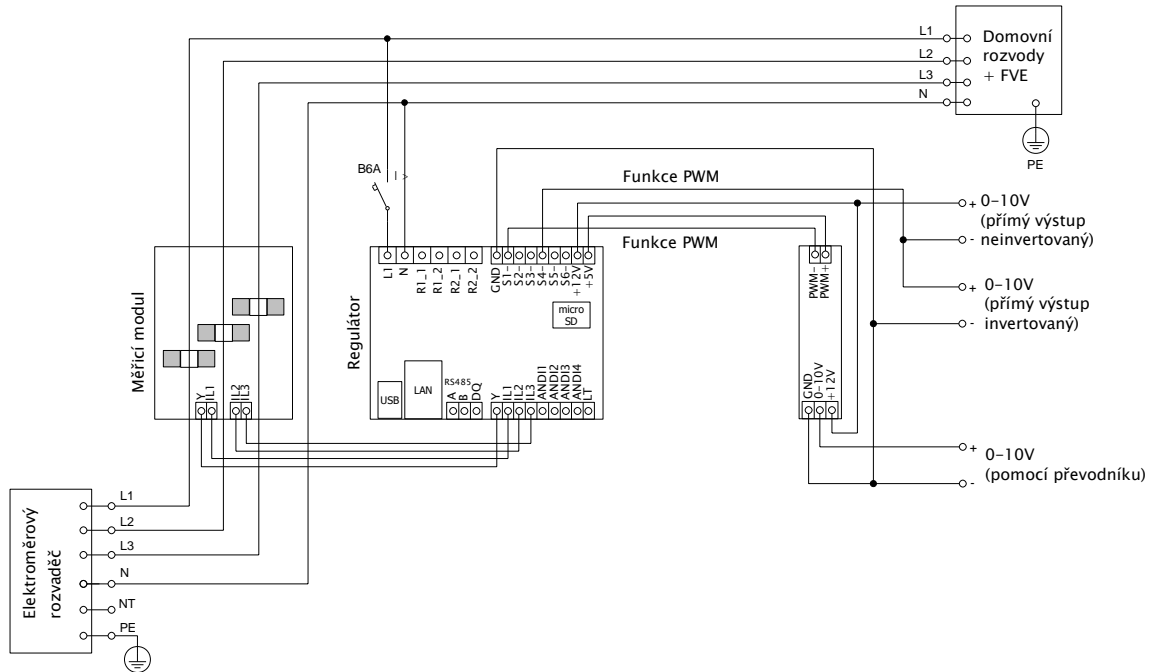 L1
L2
L3
N
Domovní
rozvody
+ FVE
PE
B6A
I >
Funkce PWM
Funkce PWM
+ 0-10V
(přímý výstup
- neinvertovaný)
+ 0-10V
(přímý výstup
- invertovaný)
Měřicí modul
Y
IL1
IL2
IL3
Regulátor
L1
N
R1_1
R1_2
R2_1
R2_2
GND
S1-
S2-
S3-
S4-
S5-
S6-
+12V
+5V
micro
SD
USB
LAN
RS485
A
B
DQ
Y
IL1
IL2
IL3
ANDI1
ANDI2
ANDI3
ANDI4
LT
PWM-
PWM+
GND
0-10V
+12V
+ 0-10V
- (pomocí převodníku)
Elektroměrový
rozvaděč
L1
L2
L3
N
NT
PE